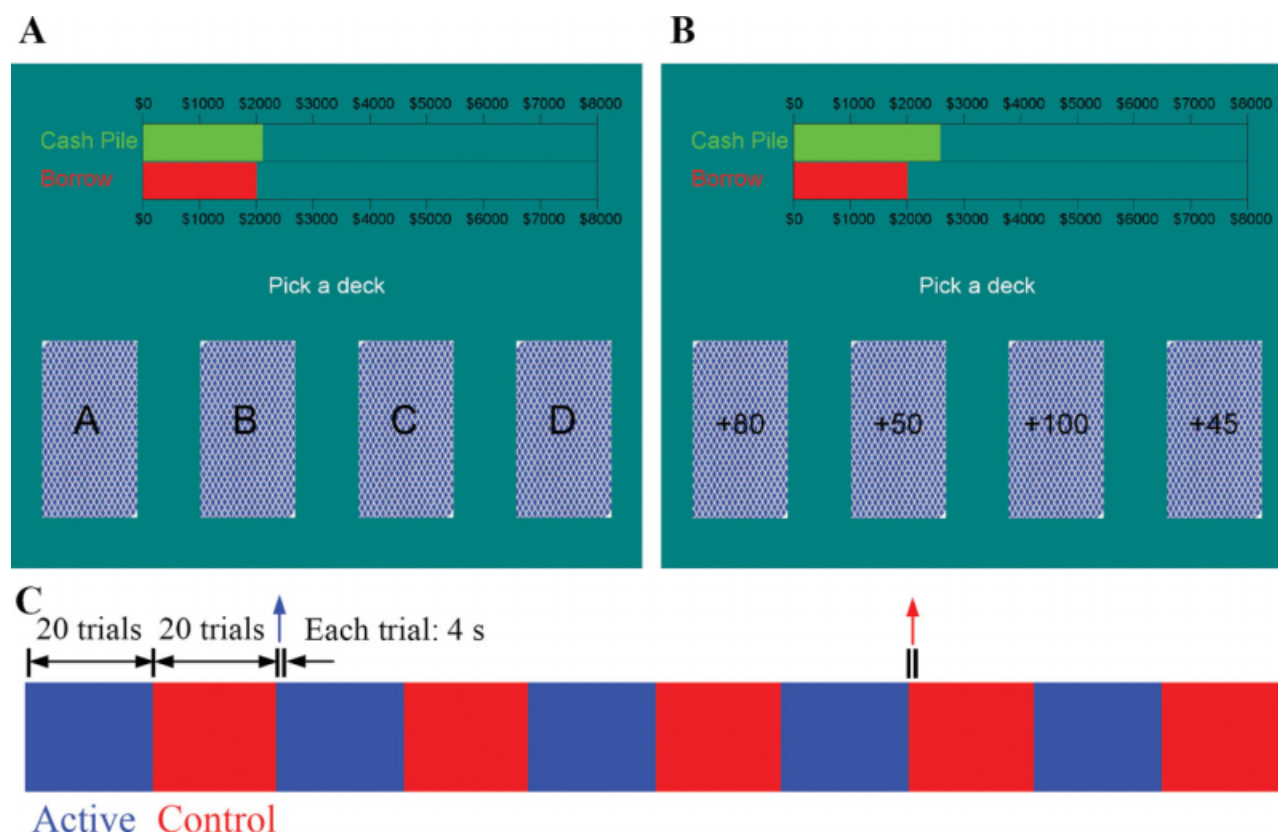 A
$0 $1000 $2000 $3000 $4000 $5000 $6000 $7000 $8000
Cash Pile
Borrow
$0 $1000 $2000 $3000 $4000 $5000 $6000 $7000 $8000
Pick a deck
A B C D
B
$0 $1000 $2000 $3000 $4000 $5000 $6000 $7000 $8000
Cash Pile
Borrow
$0 $1000 $2000 $3000 $4000 $5000 $6000 $7000 $8000
Pick a deck
+80 +50 +100 +45
C
20 trials 20 trials Each trial: 4 s
Active Control